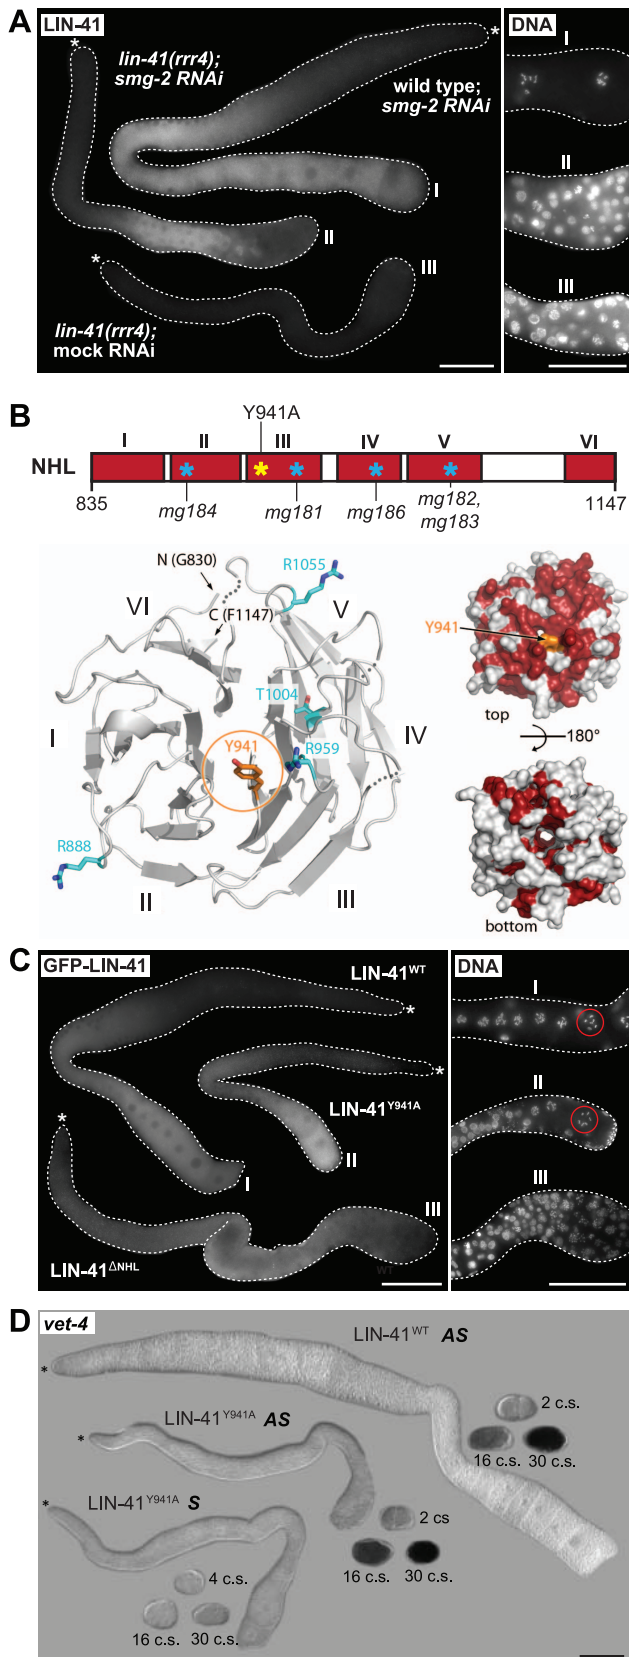 A
LIN-41
lin-41(rrr4);
smg-2 RNAi
*
*
wild type;
smg-2 RNAi
I
II
*
III
lin-41(rrr4);
mock RNAi
DNA
I
II
III
B
Y941A
I II III IV V VI
NHL
* * * * *
835
mg184
mg181
mg186
mg182,
mg183
1147
N (G830)
R1055
VI
C (F1147)
V
T1004
I
Y941
R959
IV
R888
II
III
Y941
top
180°
bottom
C
GFP-LIN-41
LIN-41WT
*
*
*
LIN-41Y941A
II
I
III
LIN-41ΔNHL
WT
DNA
I
II
III
D
vet-4
LIN-41WT AS
*
LIN-41Y941A AS
2 c.s.
*
16 c.s. 30 c.s.
LIN-41Y941A S
*
2 cs
4 c.s.
16 c.s. 30 c.s.
16 c.s. 30 c.s.